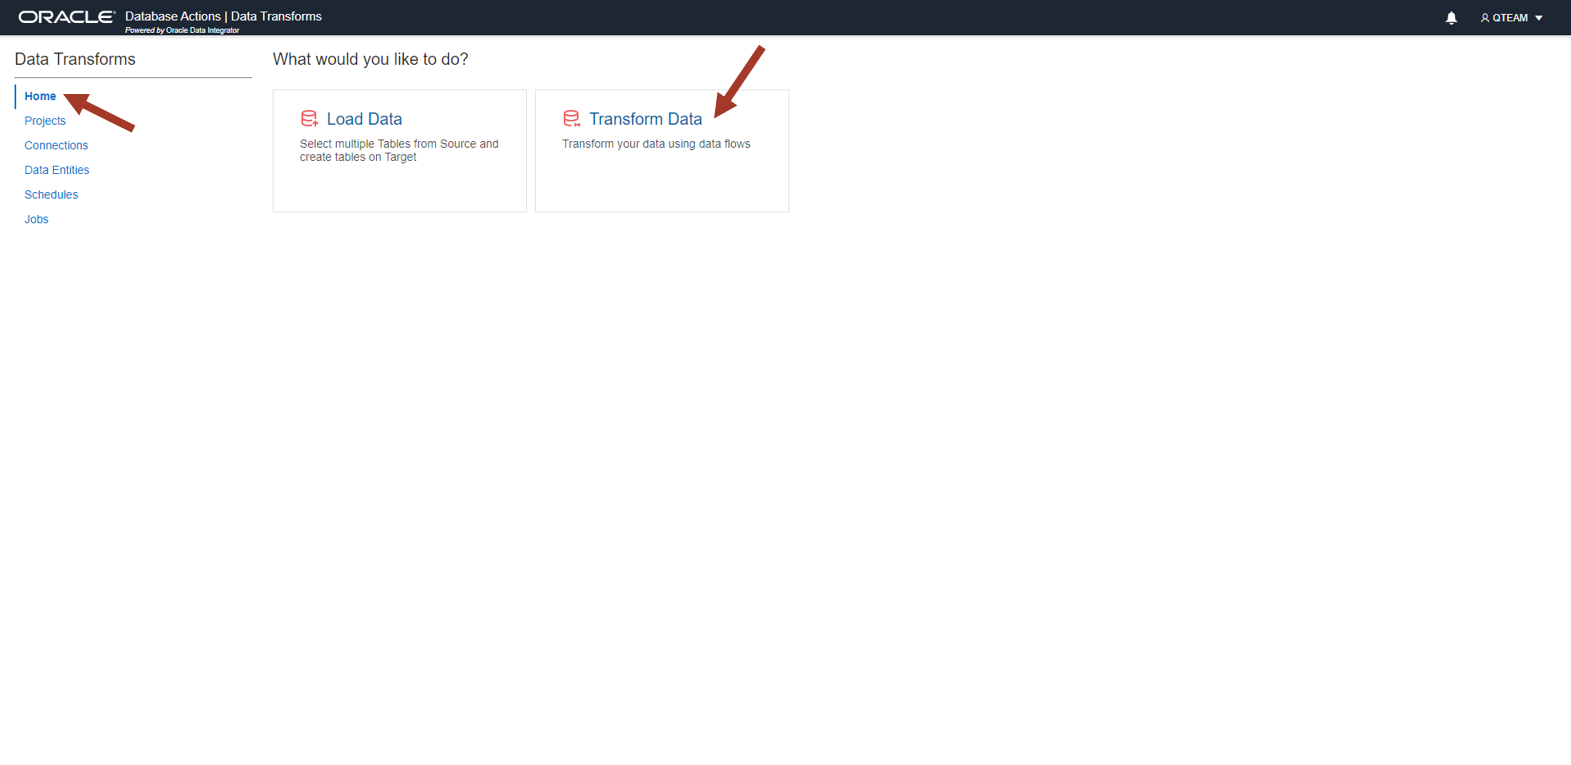 ORACLE Database Actions | Data Transforms
Powered by Oracle Data Integrator
QTEAM
Data Transforms
Home
Projects
Connections
Data Entities
Schedules
Jobs
What would you like to do?
Load Data
Select multiple Tables from Source and
create tables on Target
Transform Data
Transform your data using data flows